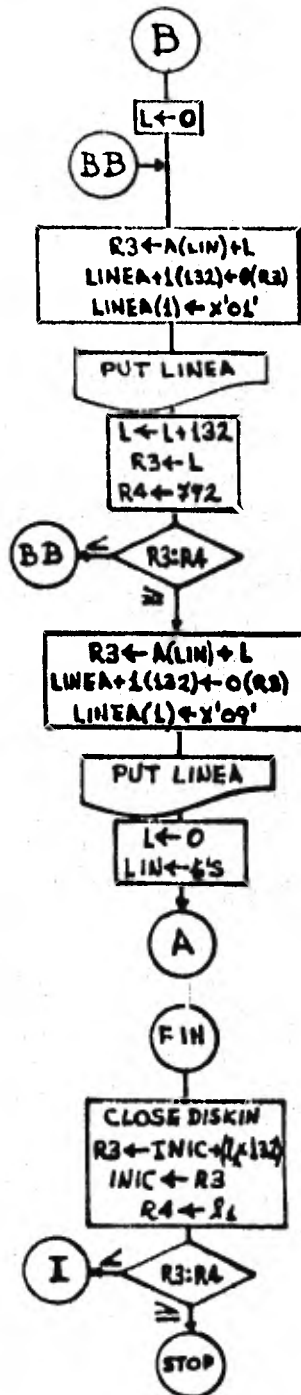 B
L←0
BB
R3←A(LIN)+L
LINEA+1(132)←0(R3)
LINEA(1)←X'01'
PUT LINEA
L←L+132
R3←L
R4←792
BB
<
R3:R4
≥
R3←A(LIN)+L
LINEA+1(132)←0(R3)
LINEA(1)←X'09'
PUT LINEA
L←0
LIN←ƀ'S
A
FIN
CLOSE DISKIN
INIC←R3
I
<
R3:R4
≥
STOP